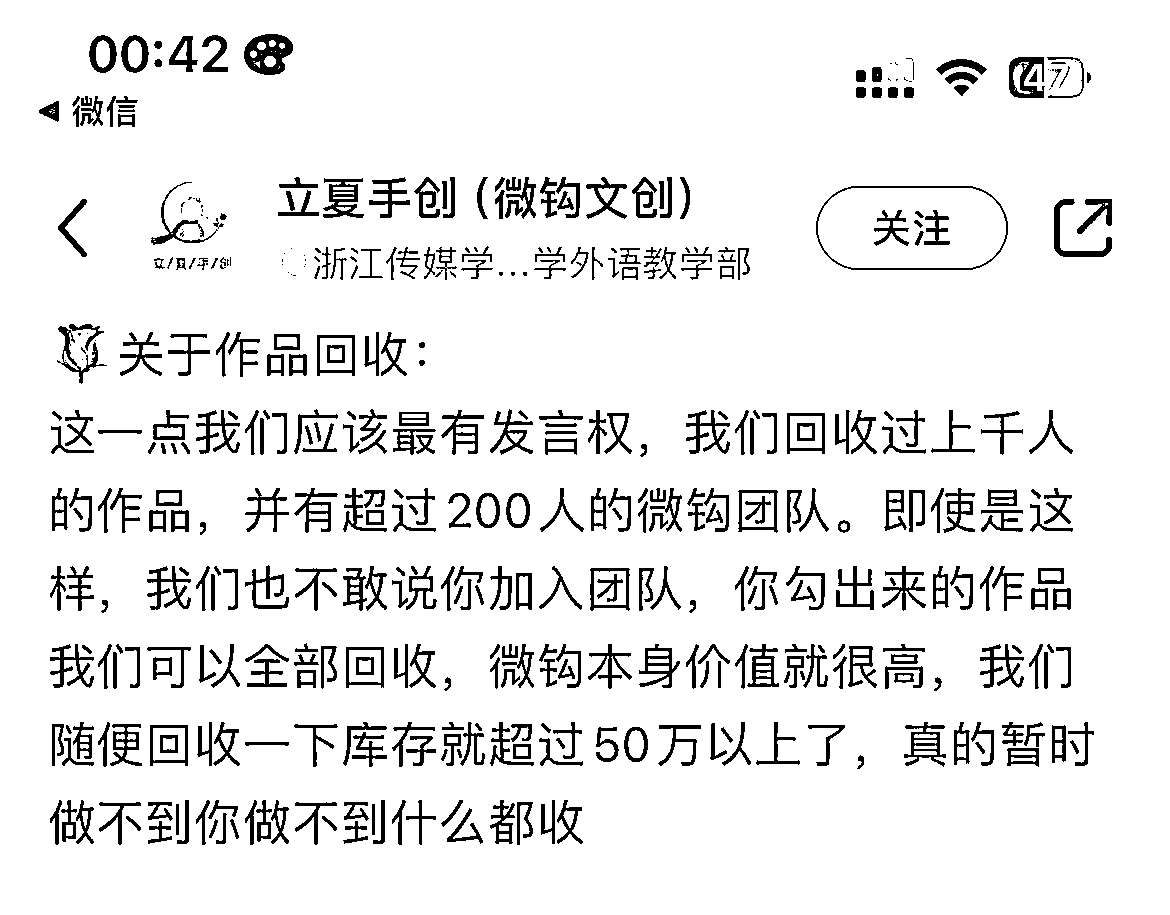 00:42
47
微信
立夏手创（微钩文创）
关注
立/夏/手/创
浙江传媒学...学外语教学部
关于作品回收：
这一点我们应该最有发言权，我们回收过上千人
的作品，并有超过200人的微钩团队。即使是这
样，我们也不敢说你加入团队，你勾出来的作品
我们可以全部回收，微钩本身价值就很高，我们
随便回收一下库存就超过50万以上了，真的暂时
做不到你做不到什么都收